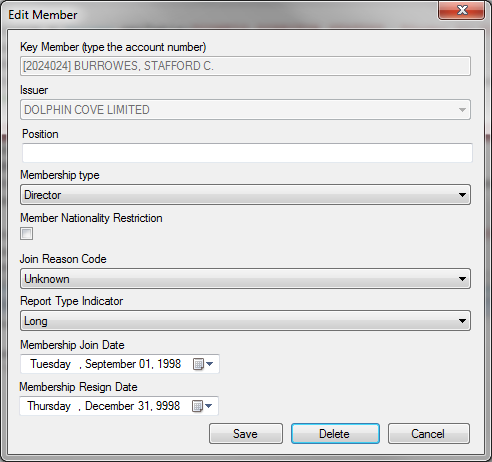 Edit Member
Key Member (type the account number)
[2024024] BURROWES, STAFFORD C.
Issuer
DOLPHIN COVE LIMITED
Position
Membership type
Director
Member Nationality Restriction
Join Reason Code
Unknown
Report Type Indicator
Long
Membership Join Date
Tuesday , September 01, 1998
Membership Resign Date
Thursday , December 31, 9998
Save Delete Cancel